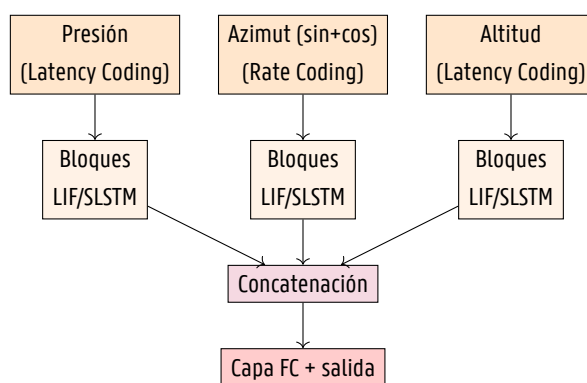 Presión
(Latency Coding)
Azimut (sin+cos)
(Rate Coding)
Altitud
(Latency Coding)
Bloques
LIF/SLSTM
Bloques
LIF/SLSTM
Bloques
LIF/SLSTM
Concatenación
Capa FC + salida